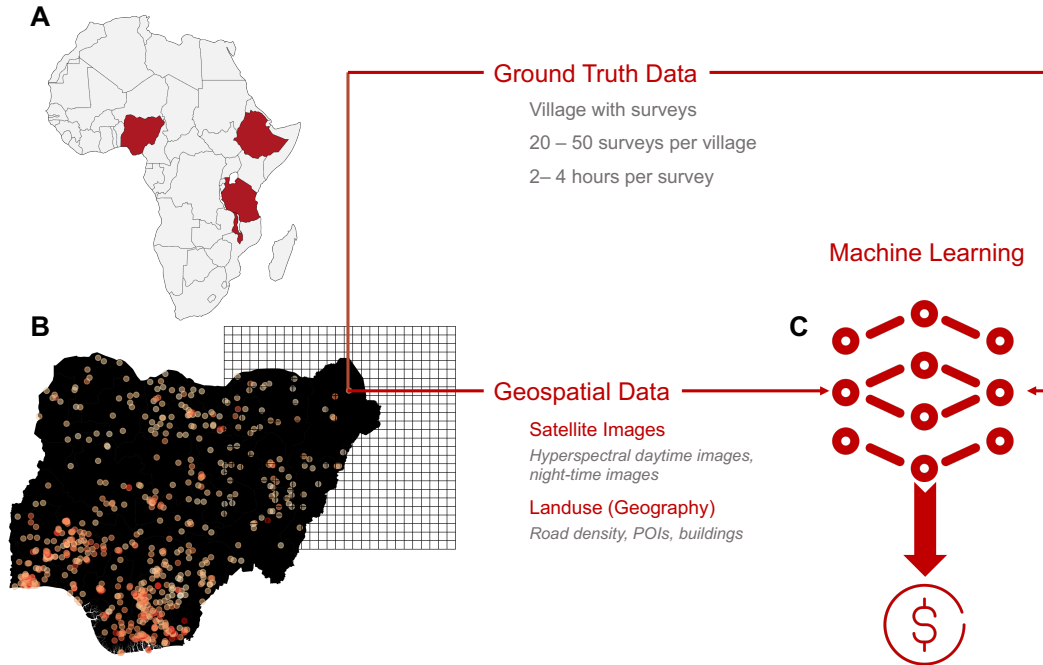 A
Ground Truth Data
Village with surveys
20 – 50 surveys per village
2– 4 hours per survey
Machine Learning
B
C
Geospatial Data
Satellite Images
Hyperspectral daytime images,
night-time images
Landuse (Geography)
Road density, POIs, buildings
$